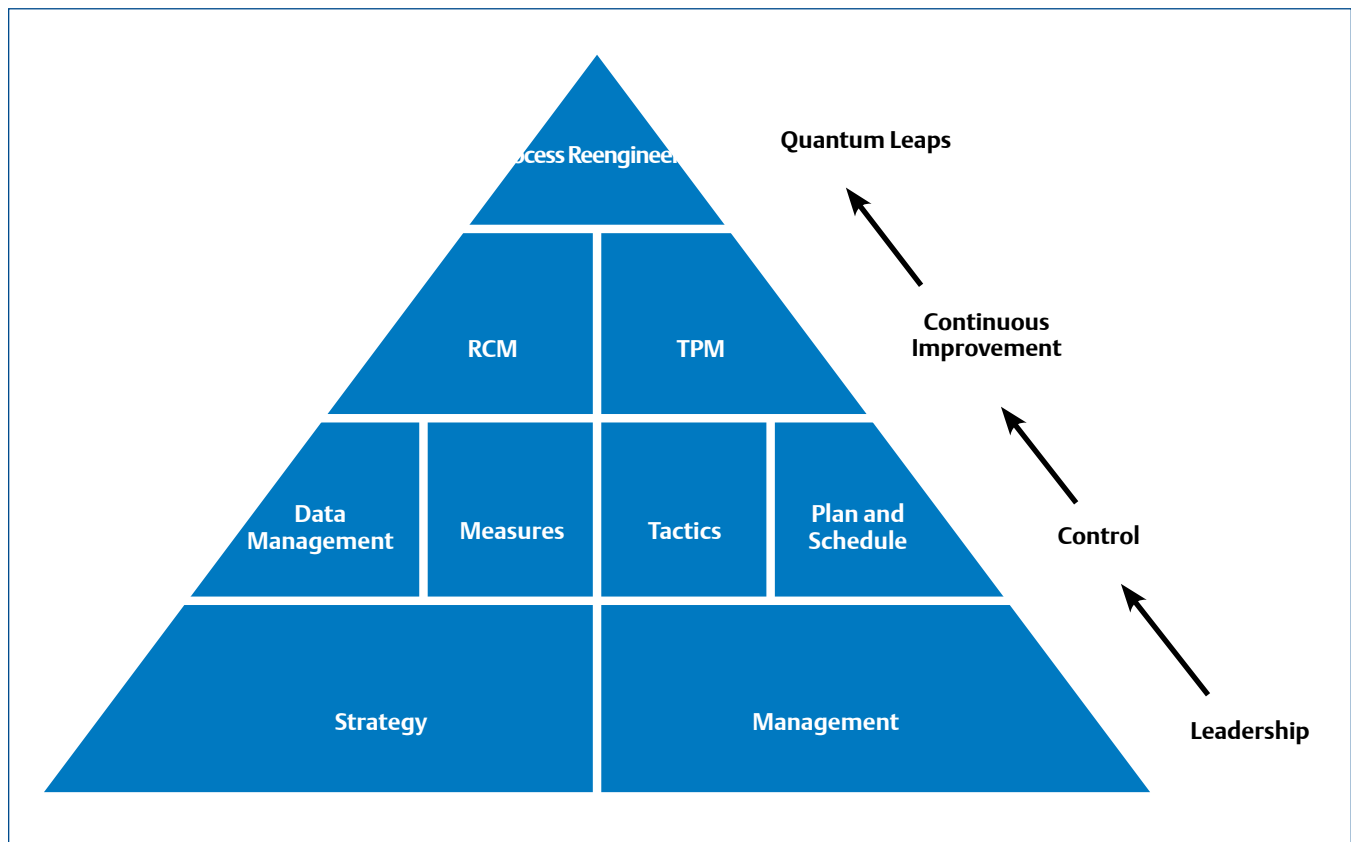 ocess Reengineer
Quantum Leaps
RCM
TPM
Continuous
Improvement
Data
Management
Measures
Tactics
Plan and
Schedule
Control
Strategy
Management
Leadership